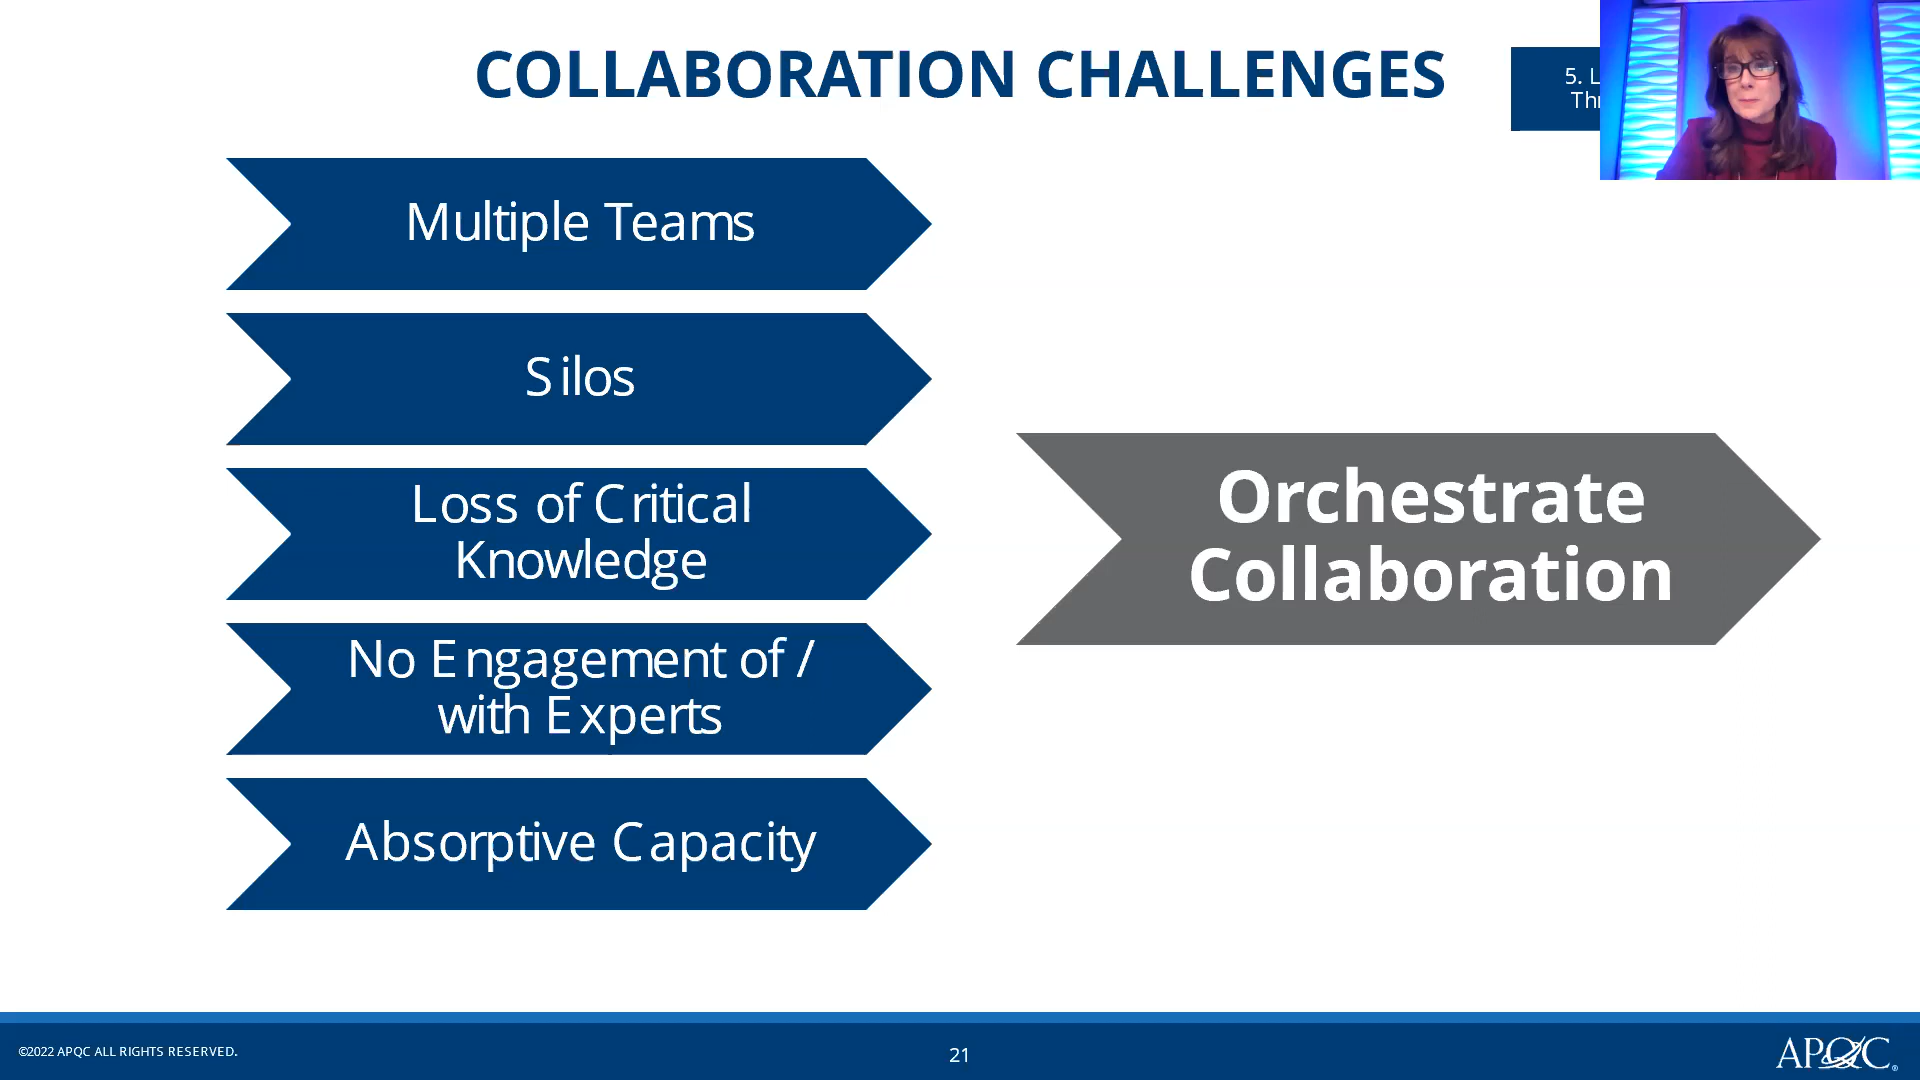 COLLABORATION CHALLENGES
5.
Multiple Teams
Silos
Loss of Critical
Knowledge
No Engagement of /
with Experts
Absorptive Capacity
Orchestrate
Collaboration
©2022 APQC ALL RIGHTS RESERVED.
21
APQC®